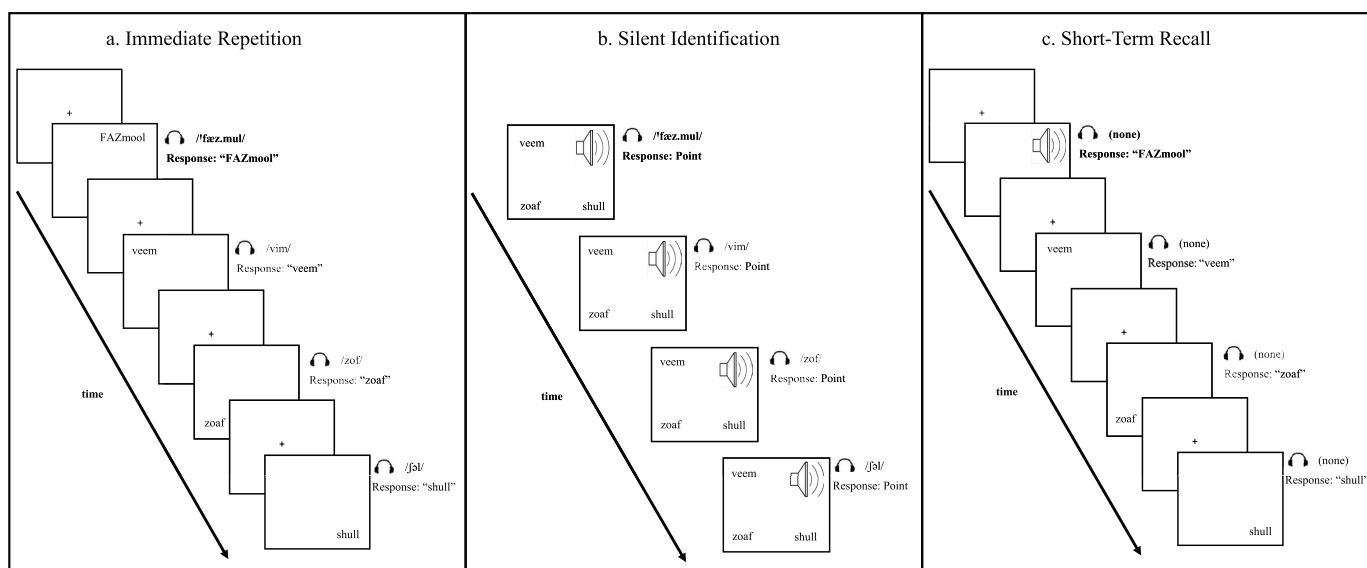 a. Immediate Repetition
+
FAZmool
/ˈfæz.mul/
Response: “FAZmool”
+
veem
/vim/
Response: “veem”
+
zoaf
/zof/
Response: “zoaf”
+
shull
/ʃəl/
Response: “shull”
time
b. Silent Identification
veem
zoaf shull
/ˈfæz.mul/
Response: Point
veem
zoaf shull
/vim/
Response: Point
veem
zoaf shull
/zof/
Response: Point
veem
zoaf shull
/ʃəl/
Response: Point
time
c. Short-Term Recall
+
(none)
Response: “FAZmool”
+
veem
(none)
Response: “veem”
+
zoaf
(none)
Response: “zoaf”
+
shull
(none)
Response: “shull”
time